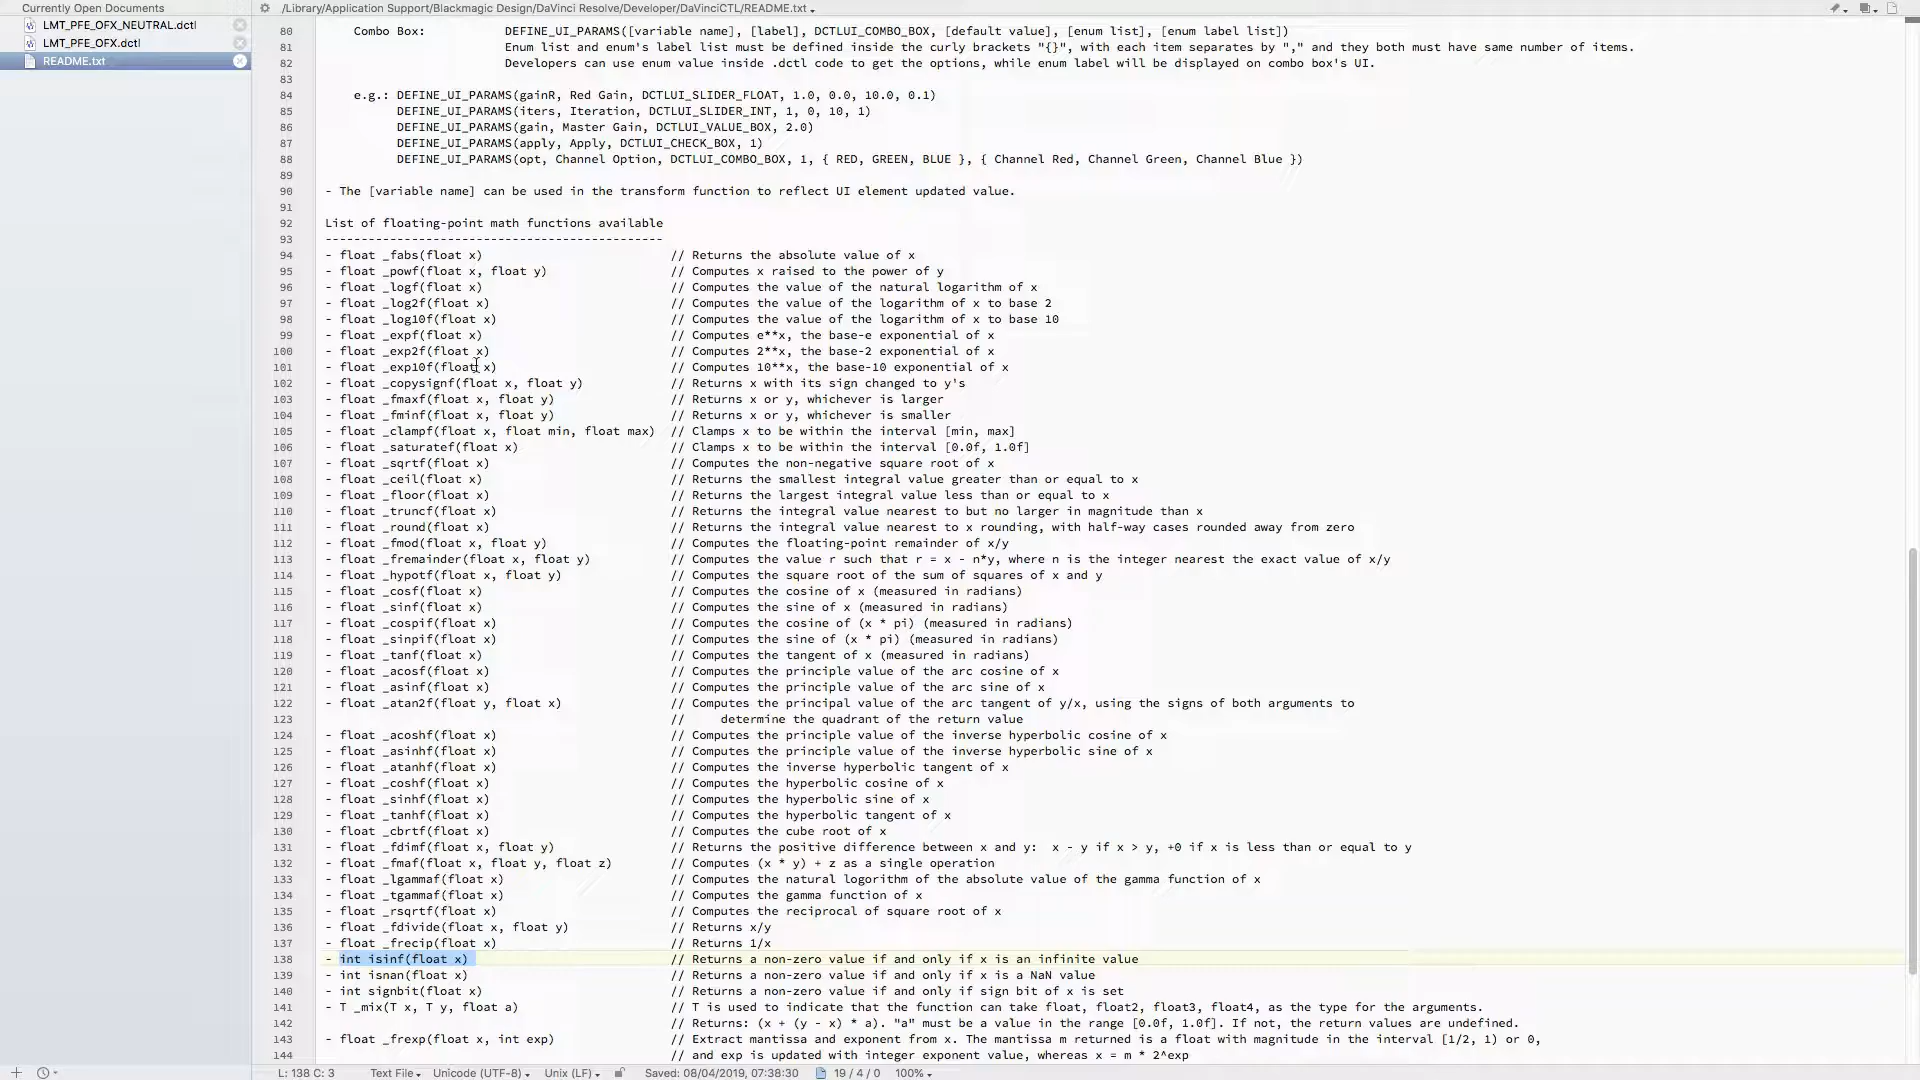 Currently Open Documents
LMT_PFE_OFX_NEUTRAL.dctl
LMT_PFE_OFX.dctl
README.txt
/Library/Application Support/Blackmagic Design/DaVinci Resolve/Developer/DaVinciCTL/README.txt
80 Combo Box: DEFINE_UI_PARAMS([variable name], [label], DCTLUI_COMBO_BOX, [default value], [enum list], [enum label list])
81 Enum list and enum's label list must be defined inside the curly brackets "{}", with each item separates by "," and they both must have same number of items.
82 Developers can use enum value inside .dctl code to get the options, while enum label will be displayed on combo box's UI.
83
84 e.g.: DEFINE_UI_PARAMS(gainR, Red Gain, DCTLUI_SLIDER_FLOAT, 1.0, 0.0, 10.0, 0.1)
85 DEFINE_UI_PARAMS(iters, Iteration, DCTLUI_SLIDER_INT, 1, 0, 10, 1)
86 DEFINE_UI_PARAMS(gain, Master Gain, DCTLUI_VALUE_BOX, 2.0)
87 DEFINE_UI_PARAMS(apply, Apply, DCTLUI_CHECK_BOX, 1)
88 DEFINE_UI_PARAMS(opt, Channel Option, DCTLUI_COMBO_BOX, 1, { RED, GREEN, BLUE }, { Channel Red, Channel Green, Channel Blue })
89
90 - The [variable name] can be used in the transform function to reflect UI element updated value.
91
92 List of floating-point math functions available
93 -----------------------------------------------
94 - float _fabs(float x) // Returns the absolute value of x
95 - float _powf(float x, float y) // Computes x raised to the power of y
96 - float _logf(float x) // Computes the value of the natural logarithm of x
97 - float _log2f(float x) // Computes the value of the logarithm of x to base 2
98 - float _log10f(float x) // Computes the value of the logarithm of x to base 10
99 - float _expf(float x) // Computes e**x, the base-e exponential of x
100 - float _exp2f(float x) // Computes 2**x, the base-2 exponential of x
101 - float _exp10f(float x) // Computes 10**x, the base-10 exponential of x
102 - float _copysignf(float x, float y) // Returns x with its sign changed to y's
103 - float _fmaxf(float x, float y) // Returns x or y, whichever is larger
104 - float _fminf(float x, float y) // Returns x or y, whichever is smaller
105 - float _clampf(float x, float min, float max) // Clamps x to be within the interval [min, max]
106 - float _saturatef(float x) // Clamps x to be within the interval [0.0f, 1.0f]
107 - float _sqrtf(float x) // Computes the non-negative square root of x
108 - float _ceil(float x) // Returns the smallest integral value greater than or equal to x
109 - float _floor(float x) // Returns the largest integral value less than or equal to x
110 - float _truncf(float x) // Returns the integral value nearest to but no larger in magnitude than x
111 - float _round(float x) // Returns the integral value nearest to x rounding, with half-way cases rounded away from zero
112 - float _fmod(float x, float y) // Computes the floating-point remainder of x/y
113 - float _fremainder(float x, float y) // Computes the value r such that r = x - n*y, where n is the integer nearest the exact value of x/y
114 - float _hypotf(float x, float y) // Computes the square root of the sum of squares of x and y
115 - float _cosf(float x) // Computes the cosine of x (measured in radians)
116 - float _sinf(float x) // Computes the sine of x (measured in radians)
117 - float _cospif(float x) // Computes the cosine of (x * pi) (measured in radians)
118 - float _sinpif(float x) // Computes the sine of (x * pi) (measured in radians)
119 - float _tanf(float x) // Computes the tangent of x (measured in radians)
120 - float _acosf(float x) // Computes the principle value of the arc cosine of x
121 - float _asinf(float x) // Computes the principle value of the arc sine of x
122 - float _atan2f(float y, float x) // Computes the principal value of the arc tangent of y/x, using the signs of both arguments to
123 // determine the quadrant of the return value
124 - float _acoshf(float x) // Computes the principle value of the inverse hyperbolic cosine of x
125 - float _asinhf(float x) // Computes the principle value of the inverse hyperbolic sine of x
126 - float _atanhf(float x) // Computes the inverse hyperbolic tangent of x
127 - float _coshf(float x) // Computes the hyperbolic cosine of x
128 - float _sinhf(float x) // Computes the hyperbolic sine of x
129 - float _tanhf(float x) // Computes the hyperbolic tangent of x
130 - float _cbrtf(float x) // Computes the cube root of x
131 - float _fdimf(float x, float y) // Returns the positive difference between x and y: x - y if x > y, +0 if x is less than or equal to y
132 - float _fmaf(float x, float y, float z) // Computes (x * y) + z as a single operation
133 - float _lgammaf(float x) // Computes the natural logorithm of the absolute value of the gamma function of x
134 - float _tgammaf(float x) // Computes the gamma function of x
135 - float _rsqrtf(float x) // Computes the reciprocal of square root of x
136 - float _fdivide(float x, float y) // Returns x/y
137 - float _frecip(float x) // Returns 1/x
138 - int isinf(float x) // Returns a non-zero value if and only if x is an infinite value
139 - int isnan(float x) // Returns a non-zero value if and only if x is a NaN value
140 - int signbit(float x) // Returns a non-zero value if and only if sign bit of x is set
141 - T _mix(T x, T y, float a) // T is used to indicate that the function can take float, float2, float3, float4, as the type for the arguments.
142 // Returns: (x + (y - x) * a). "a" must be a value in the range [0.0f, 1.0f]. If not, the return values are undefined.
143 - float _frexp(float x, int exp) // Extract mantissa and exponent from x. The mantissa m returned is a float with magnitude in the interval [1/2, 1) or 0,
144 // and exp is updated with integer exponent value, whereas x = m * 2^exp
L: 138 C: 3 Text File Unicode (UTF-8) Unix (LF) Saved: 08/04/2019, 07:38:30 19 / 4 / 0 100%